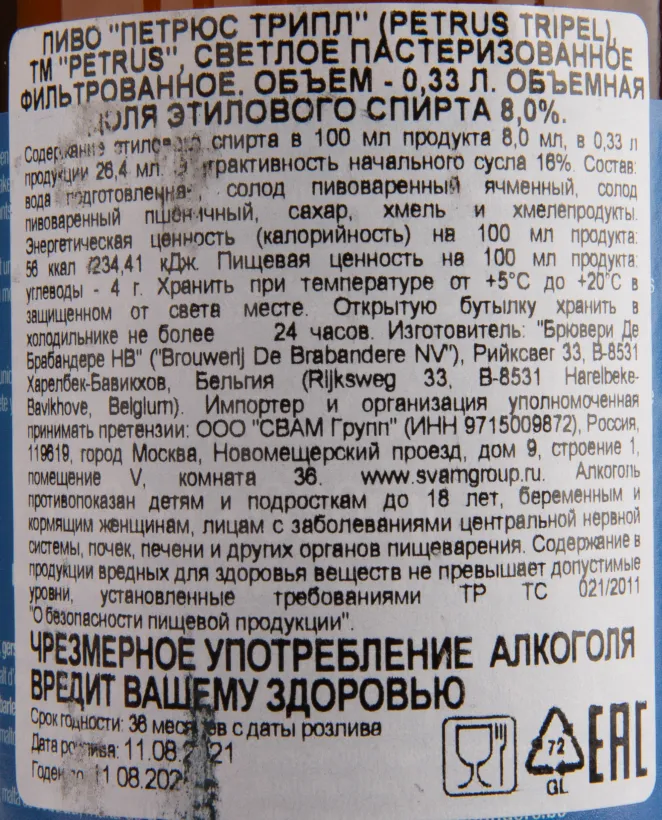 ПИВО "ПЕТРЮС ТРИПЛ" (PETRUS TRIPEL),
ТМ "PETRUS", СВЕТЛОЕ ПАСТЕРИЗОВАННОЕ
ФИЛЬТРОВАННОЕ. ОБЪЕМ - 0,33 Л. ОБЪЕМНАЯ
ДОЛЯ ЭТИЛОВОГО СПИРТА 8,0%.
Содержание этилового спирта в 100 мл продукта 8,0 мл, в 0,33 л
продукции 26,4 мл. Экстрактивность начального сусла 16%. Состав:
вода подготовленная, солод пивоваренный ячменный, солод
пивоваренный пшеничный, сахар, хмель и хмелепродукты.
Энергетическая ценность (калорийность) на 100 мл продукта:
56 ккал /234,41 кДж. Пищевая ценность на 100 мл продукта:
углеводы - 4 г. Хранить при температуре от +5°С до +20°С в
защищенном от света месте. Открытую бутылку хранить в
холодильнике не более 24 часов. Изготовитель: "Брювери Де
Брабандере НВ" ("Brouwerij De Brabandere NV"), Рийксвег 33, B-8531
Харелбек-Бавикхов, Бельгия (Rijksweg 33, B-8531 Harelbeke-
Bavikhove, Belgium). Импортер и организация уполномоченная
принимать претензии: ООО "СВАМ Групп" (ИНН 9715009872), Россия,
119619, город Москва, Новомещерский проезд, дом 9, строение 1,
помещение V, комната 36. www.svamgroup.ru. Алкоголь
противопоказан детям и подросткам до 18 лет, беременным и
кормящим женщинам, лицам с заболеваниями центральной нервной
системы, почек, печени и других органов пищеварения. Содержание в
продукции вредных для здоровья веществ не превышает допустимые
уровни, установленные требованиями ТР ТС 021/2011
"О безопасности пищевой продукции".
ЧРЕЗМЕРНОЕ УПОТРЕБЛЕНИЕ АЛКОГОЛЯ
ВРЕДИТ ВАШЕМУ ЗДОРОВЬЮ
Срок годности: 36 месяцев с даты розлива
Дата розлива: 11.08.2021
Годен до: 11.08.202
72
GL
EAC